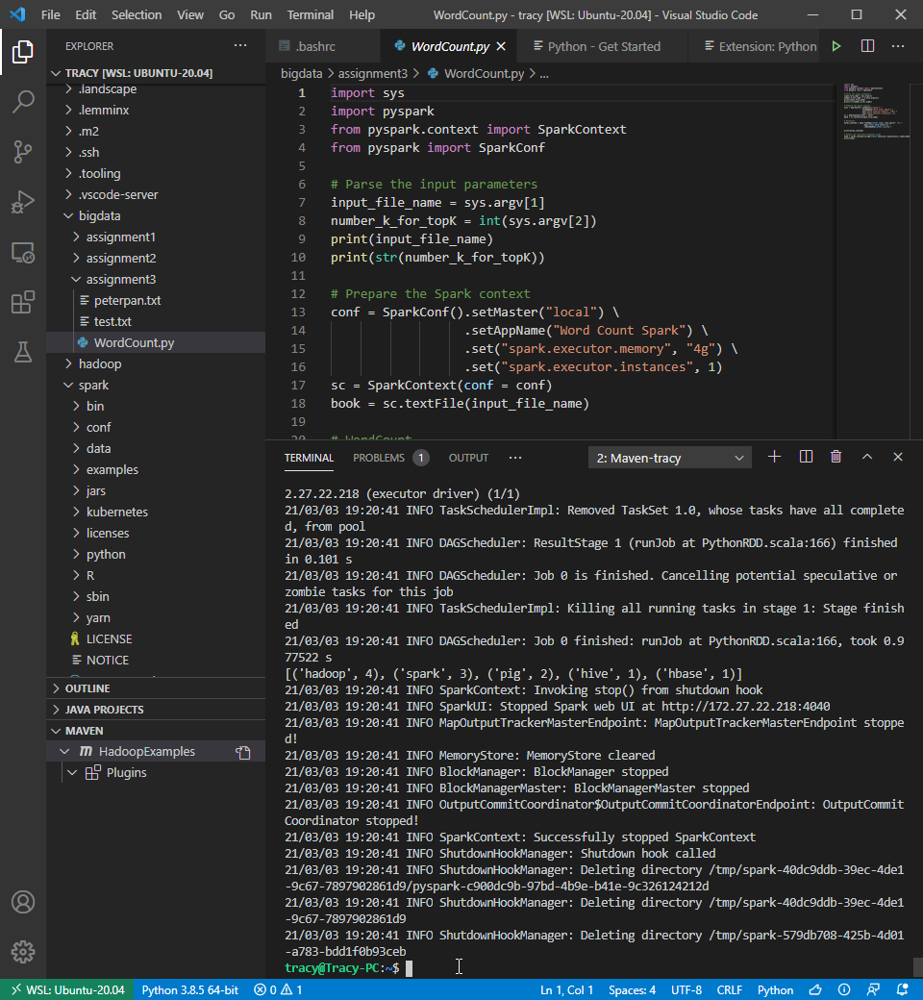 File Edit Selection View Go Run Terminal Help WordCount.py - tracy [WSL: Ubuntu-20.04] - Visual Studio Code
EXPLORER
TRACY [WSL: UBUNTU-20.04]
.landscape
.lemminx
.m2
.ssh
.tooling
.vscode-server
bigdata
assignment1
assignment2
assignment3
peterpan.txt
test.txt
WordCount.py
hadoop
spark
bin
conf
data
examples
jars
kubernetes
licenses
python
R
sbin
yarn
LICENSE
NOTICE
OUTLINE
JAVA PROJECTS
MAVEN
HadoopExamples
Plugins
.bashrc WordCount.py Python - Get Started Extension: Python
bigdata > assignment3 > WordCount.py > ...
1 import sys
2 import pyspark
3 from pyspark.context import SparkContext
4 from pyspark import SparkConf
5
6 # Parse the input parameters
7 input_file_name = sys.argv[1]
8 number_k_for_topK = int(sys.argv[2])
9 print(input_file_name)
10 print(str(number_k_for_topK))
11
12 # Prepare the Spark context
13 conf = SparkConf().setMaster("local") \
14 .setAppName("Word Count Spark") \
15 .set("spark.executor.memory", "4g") \
16 .set("spark.executor.instances", 1)
17 sc = SparkContext(conf = conf)
18 book = sc.textFile(input_file_name)
19
20 # WordCount
TERMINAL PROBLEMS 1 OUTPUT ... 2: Maven-tracy
2.27.22.218 (executor driver) (1/1)
21/03/03 19:20:41 INFO TaskSchedulerImpl: Removed TaskSet 1.0, whose tasks have all complete
d, from pool
21/03/03 19:20:41 INFO DAGScheduler: ResultStage 1 (runJob at PythonRDD.scala:166) finished
in 0.101 s
21/03/03 19:20:41 INFO DAGScheduler: Job 0 is finished. Cancelling potential speculative or
zombie tasks for this job
21/03/03 19:20:41 INFO TaskSchedulerImpl: Killing all running tasks in stage 1: Stage finish
ed
21/03/03 19:20:41 INFO DAGScheduler: Job 0 finished: runJob at PythonRDD.scala:166, took 0.9
77522 s
[('hadoop', 4), ('spark', 3), ('pig', 2), ('hive', 1), ('hbase', 1)]
21/03/03 19:20:41 INFO SparkContext: Invoking stop() from shutdown hook
21/03/03 19:20:41 INFO SparkUI: Stopped Spark web UI at http://172.27.22.218:4040
21/03/03 19:20:41 INFO MapOutputTrackerMasterEndpoint: MapOutputTrackerMasterEndpoint stoppe
d!
21/03/03 19:20:41 INFO MemoryStore: MemoryStore cleared
21/03/03 19:20:41 INFO BlockManager: BlockManager stopped
21/03/03 19:20:41 INFO BlockManagerMaster: BlockManagerMaster stopped
21/03/03 19:20:41 INFO OutputCommitCoordinator$OutputCommitCoordinatorEndpoint: OutputCommit
Coordinator stopped!
21/03/03 19:20:41 INFO SparkContext: Successfully stopped SparkContext
21/03/03 19:20:41 INFO ShutdownHookManager: Shutdown hook called
21/03/03 19:20:41 INFO ShutdownHookManager: Deleting directory /tmp/spark-40dc9ddb-39ec-4de1
-9c67-7897902861d9/pyspark-c900dc9b-97bd-4b9e-b41e-9c326124212d
21/03/03 19:20:41 INFO ShutdownHookManager: Deleting directory /tmp/spark-40dc9ddb-39ec-4de1
-9c67-7897902861d9
21/03/03 19:20:41 INFO ShutdownHookManager: Deleting directory /tmp/spark-579db708-425b-4d01
-a783-bdd1f0b93ceb
tracy@Tracy-PC:~$
WSL: Ubuntu-20.04 Python 3.8.5 64-bit 0 1 Ln 1, Col 1 Spaces: 4 UTF-8 CRLF Python